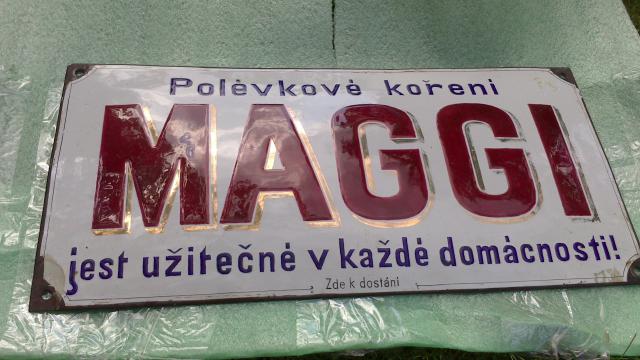 Polévkové koření
MAGGI
jest užitečné v každé domácnosti!
Zde k dostání